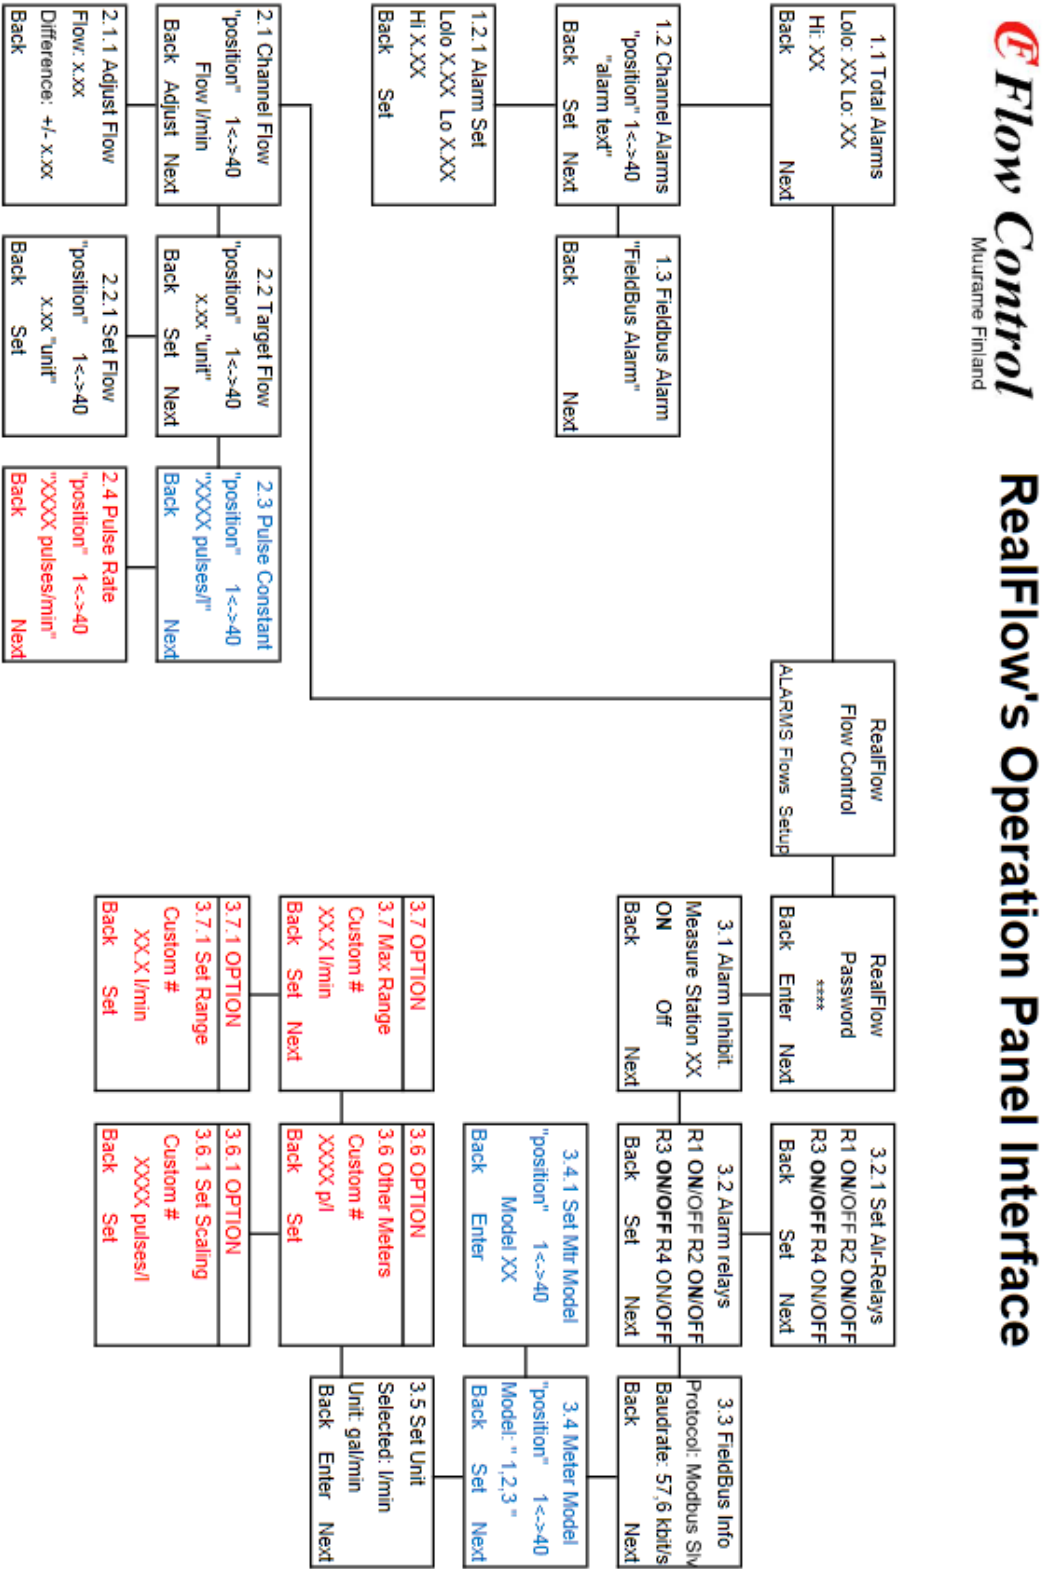 Flow Control
Muurame Finland
RealFlow's Operation Panel Interface
1.1 Total Alarms
Lolo: XX Lo: XX
Hi: XX
Back Next
RealFlow
Flow Control
ALARMS Flows Setup
RealFlow
Password
****
Back Enter Next
3.2.1 Set Alr-Relays
R1 ON/OFF R2 ON/OFF
R3 ON/OFF R4 ON/OFF
Back Set Next
1.2 Channel Alarms
"position" 1<->40
"alarm text"
Back Set Next
1.3 Fieldbus Alarm
"FieldBus Alarm"
Back Next
3.1 Alarm Inhibit.
Measure Station XX
ON Off
Back Next
3.2 Alarm relays
R1 ON/OFF R2 ON/OFF
R3 ON/OFF R4 ON/OFF
Back Set Next
3.3 FieldBus Info
Protocol: Modbus Slv
Baudrate: 57,6 kbit/s
Back Next
1.2.1 Alarm Set
Lolo X.XX Lo X.XX
Hi X.XX
Back Set
3.4.1 Set Mtr Model
"position" 1<->40
Model XX
Back Enter
3.4 Meter Model
"position" 1<->40
Model: " 1,2,3 "
Back Set Next
3.7 OPTION
3.7 Max Range
Custom #
XX.X l/min
Back Set Next
3.6 OPTION
3.6 Other Meters
Custom #
XXXX p/l
Back Set
3.5 Set Unit
Selected: l/min
Unit: gal/min
Back Enter Next
2.1 Channel Flow
"position" 1<->40
Flow l/min
Back Adjust Next
2.2 Target Flow
"position" 1<->40
x.xx "unit"
Back Set Next
2.3 Pulse Constant
"position" 1<->40
"XXXX pulses/l"
Back Next
3.7.1 OPTION
3.7.1 Set Range
Custom #
XX.X l/min
Back Set
3.6.1 OPTION
3.6.1 Set Scaling
Custom #
XXXX pulses/l
Back Set
2.1.1 Adjust Flow
Flow: x.xx
Difference: +/- x.xx
Back
2.2.1 Set Flow
"position" 1<->40
x.xx "unit"
Back Set
2.4 Pulse Rate
"position" 1<->40
"XXXX pulses/min"
Back Next